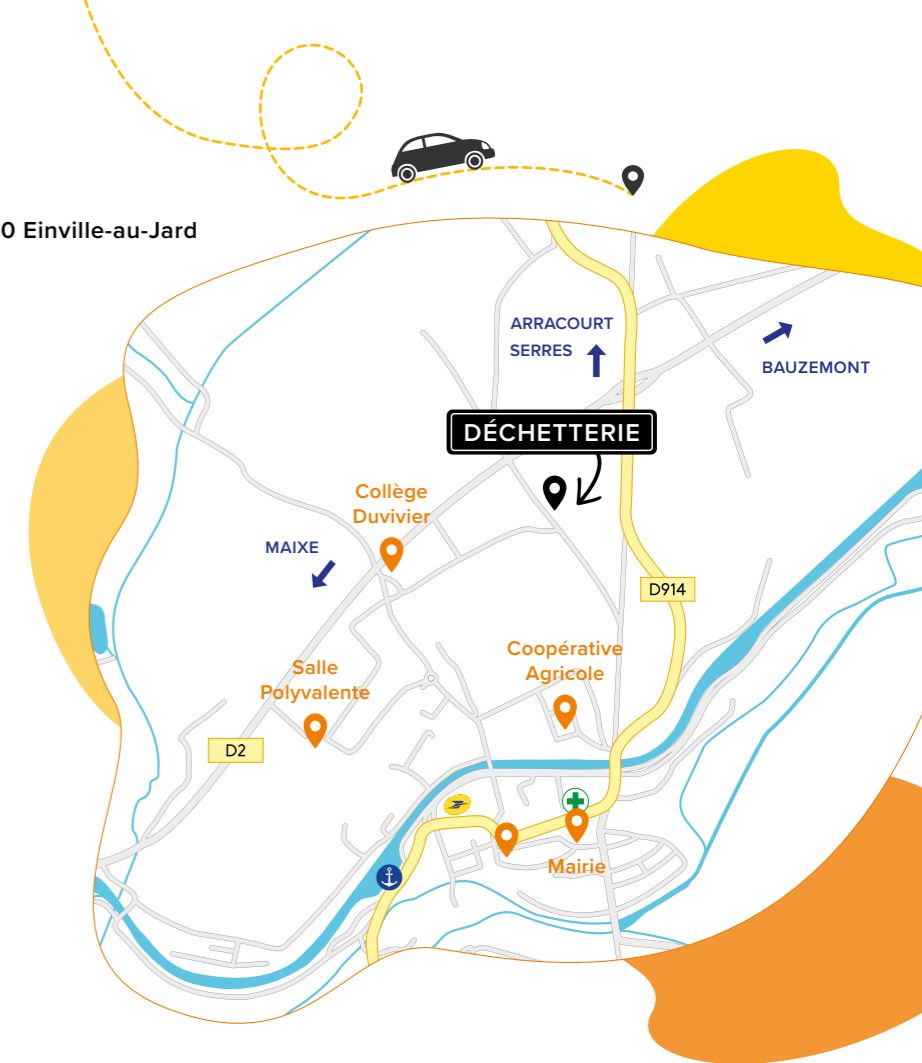 0 Einville-au-Jard
ARRACOURT
SERRES
BAUZEMONT
DÉCHETTERIE
Collège
Duvivier
MAIXE
D914
Coopérative
Agricole
Salle
Polyvalente
D2
Mairie